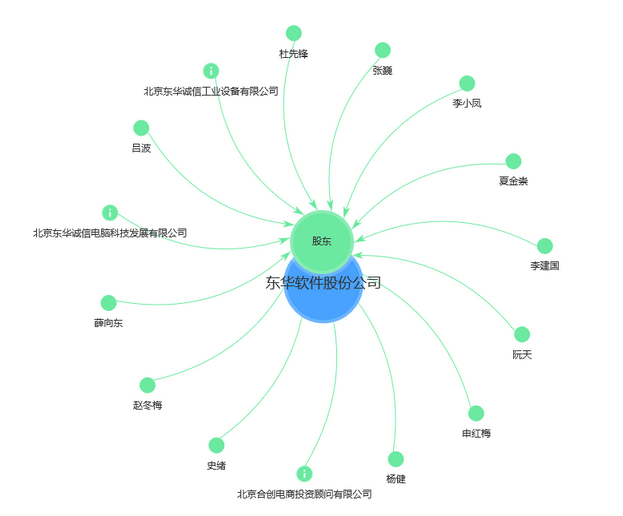 杜先锋
张巍
北京东华诚信工业设备有限公司
李小凤
吕波
夏金崇
北京东华诚信电脑科技发展有限公司
股东
李建国
东华软件股份公司
薛向东
阮天
赵冬梅
申红梅
史绪
杨健
北京合创电商投资顾问有限公司